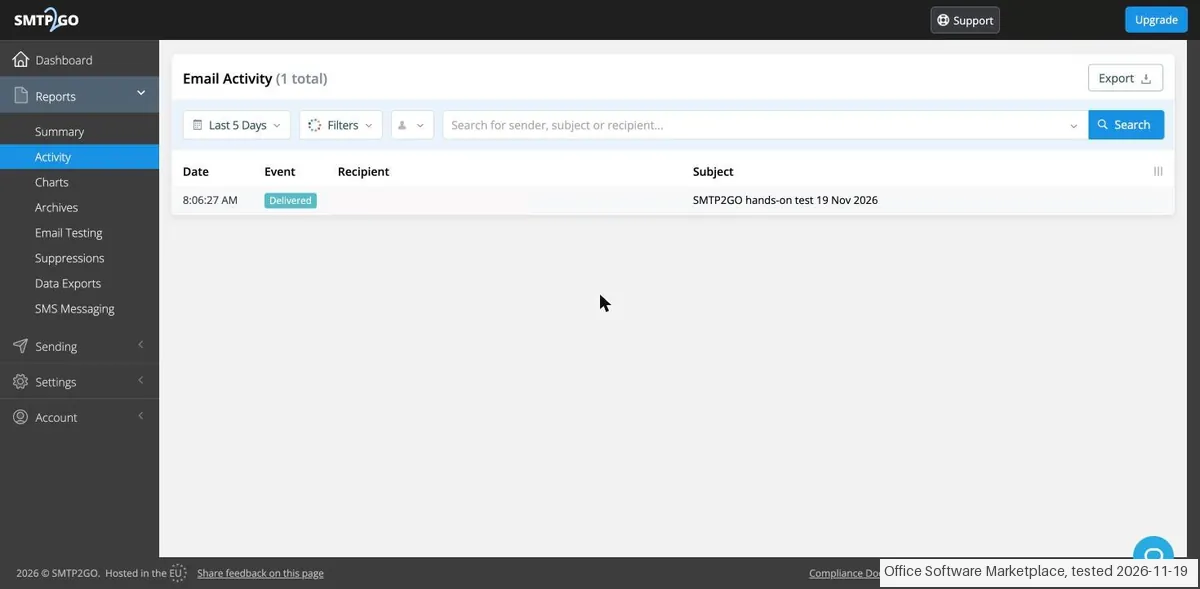 SMTP2GO
Support
Upgrade
Dashboard
Reports
Summary
Activity
Charts
Archives
Email Testing
Suppressions
Data Exports
SMS Messaging
Sending
Settings
Account
Email Activity (1 total)
Export
Last 5 Days
Filters
Search for sender, subject or recipient...
Search
Date Event Recipient Subject
8:06:27 AM Delivered SMTP2GO hands-on test 19 Nov 2026
2026 © SMTP2GO. Hosted in the EU
Share feedback on this page
Compliance
Office Software Marketplace, tested 2026-11-19